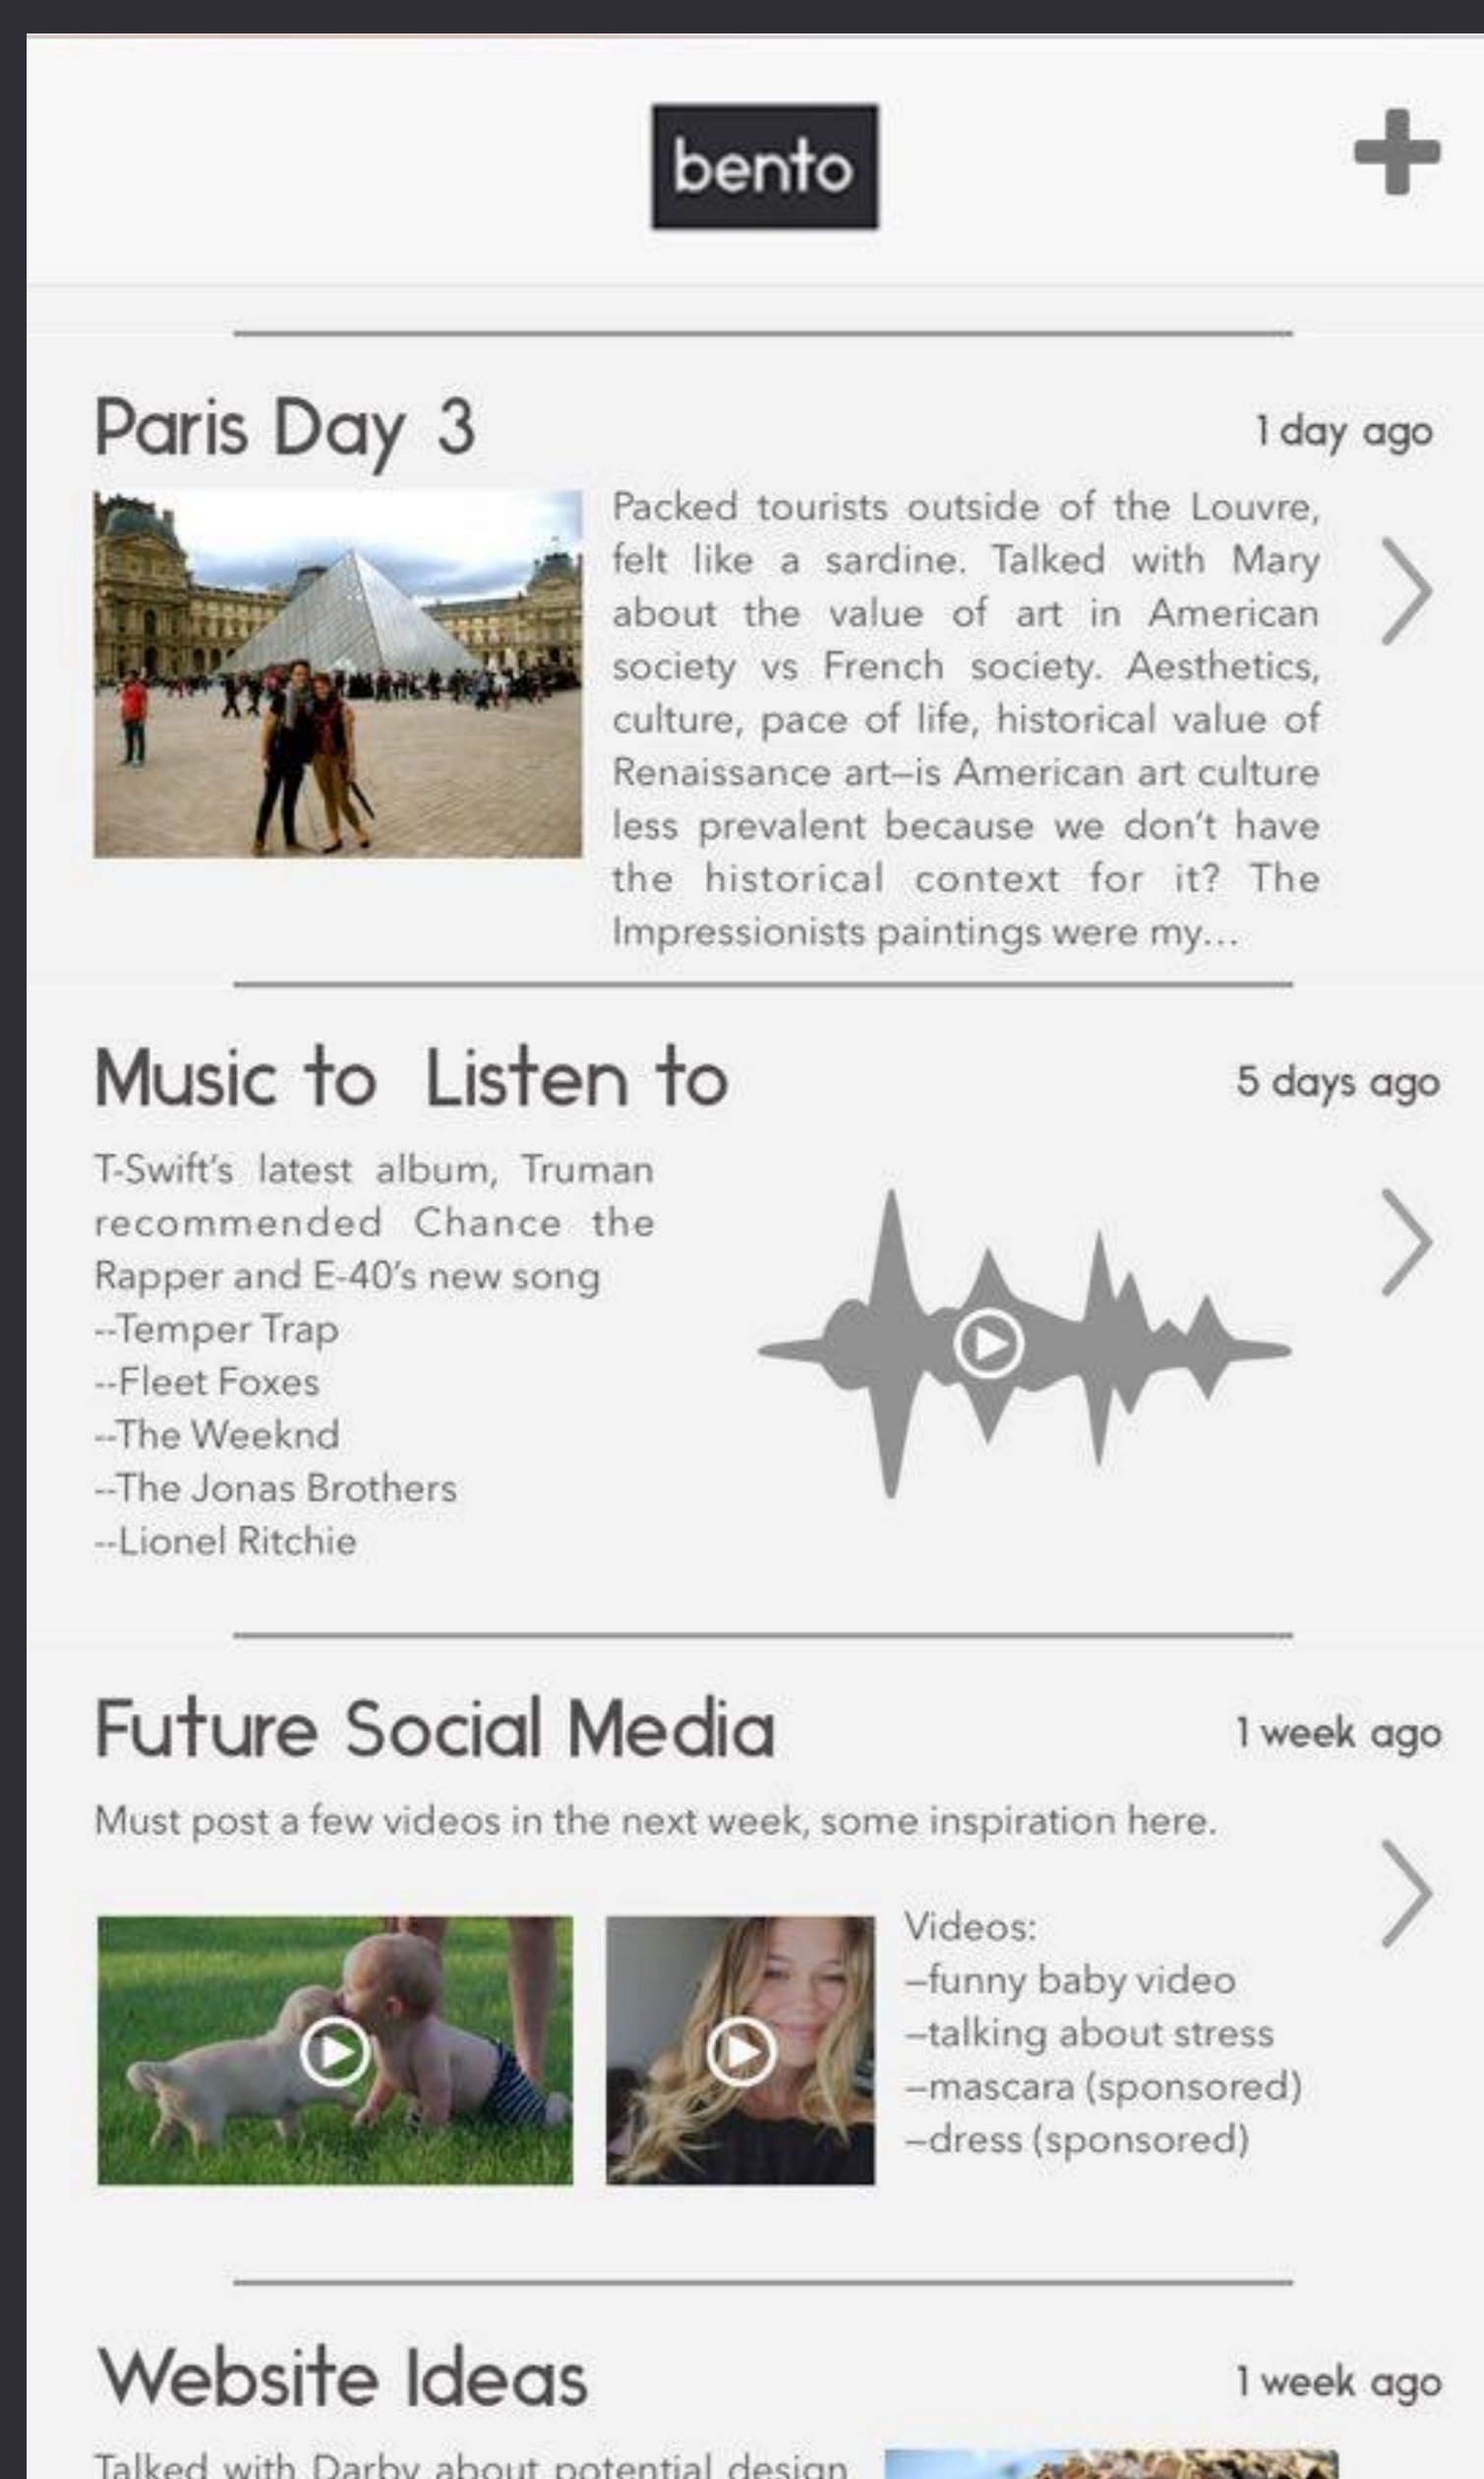 bento
Paris Day 3
1 day ago
Packed tourists outside of the Louvre,
felt like a sardine. Talked with Mary
about the value of art in American
society vs French society. Aesthetics,
culture, pace of life, historical value of
Renaissance art–is American art culture
less prevalent because we don't have
the historical context for it? The
Impressionists paintings were my...
Music to Listen to
5 days ago
T-Swift's latest album, Truman
recommended Chance the
Rapper and E-40's new song
--Temper Trap
--Fleet Foxes
--The Weeknd
--The Jonas Brothers
--Lionel Ritchie
Future Social Media
1 week ago
Must post a few videos in the next week, some inspiration here.
Videos:
–funny baby video
–talking about stress
–mascara (sponsored)
–dress (sponsored)
Website Ideas
1 week ago
Talked with Darby about potential design